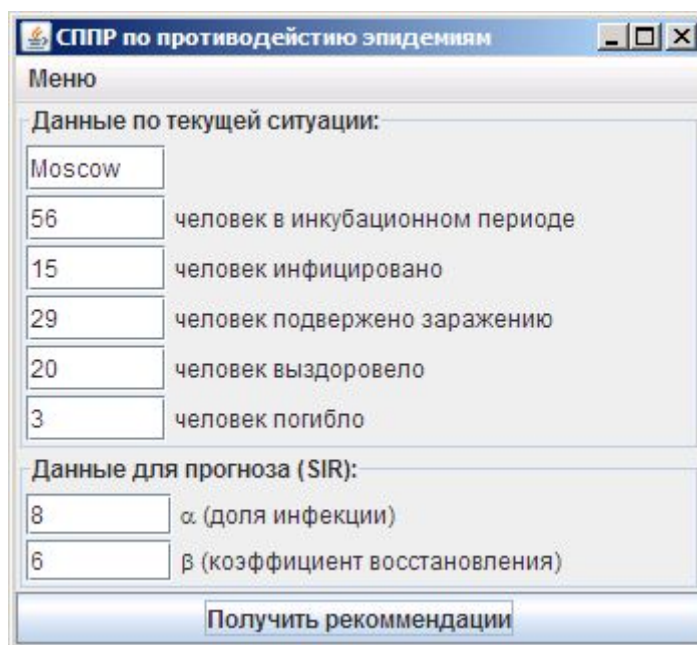 СППР по противодействию эпидемиям
Меню
Данные по текущей ситуации:
Moscow
56 человек в инкубационном периоде
15 человек инфицировано
29 человек подвержено заражению
20 человек выздоровело
3 человек погибло
Данные для прогноза (SIR):
8 α (доля инфекции)
6 β (коэффициент восстановления)
Получить рекоммендации